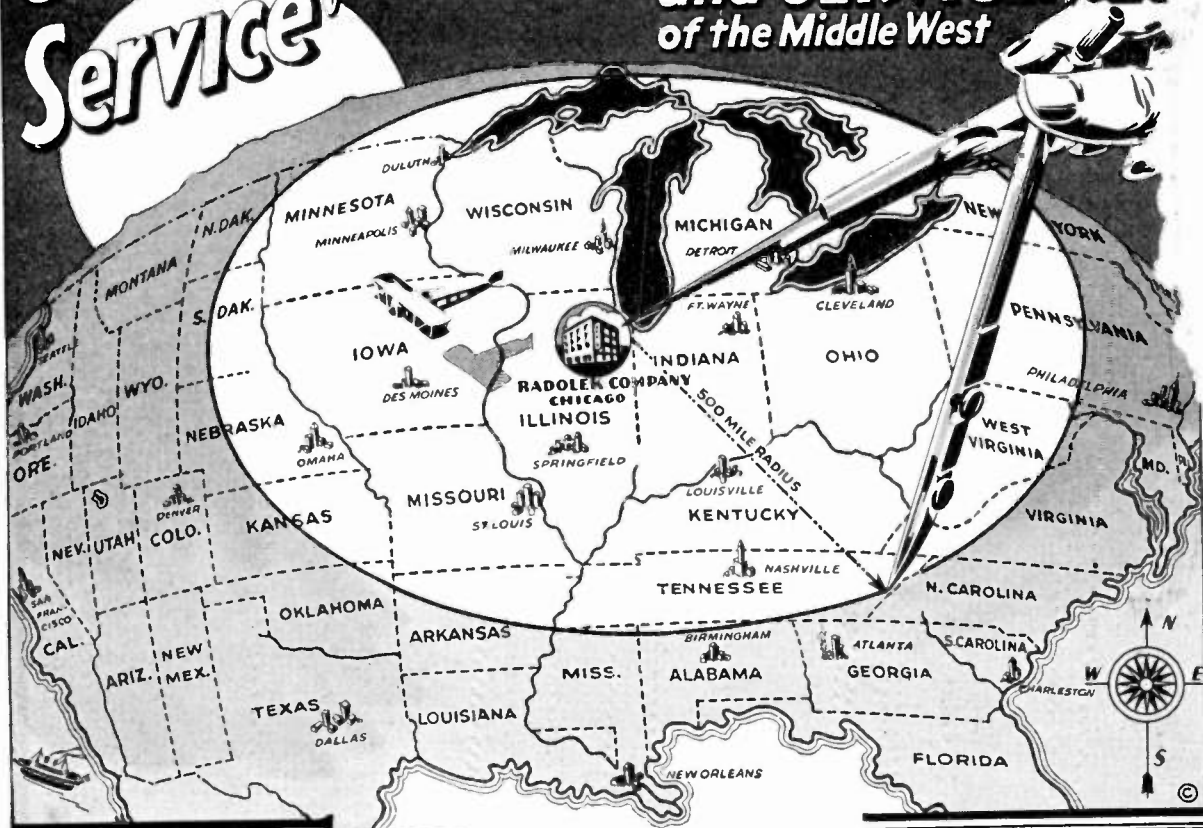 Service
of the Middle West
DULUTH
N. DAK.
MINNESOTA
WISCONSIN
MICHIGAN
NEW YORK
MINNEAPOLIS
MILWAUKEE
DETROIT
MONTANA
S. DAK.
FT. WAYNE
CLEVELAND
PENNSYLVANIA
SEATTLE
WASH.
WYO.
IOWA
INDIANA
OHIO
IDAHO
DES MOINES
RADOLEK COMPANY
CHICAGO
PHILADELPHIA
500 MILE RADIUS
PORTLAND
ORE.
NEBRASKA
OMAHA
ILLINOIS
SPRINGFIELD
WEST
VIRGINIA
MD.
DENVER
MISSOURI
ST. LOUIS
LOUISVILLE
KENTUCKY
VIRGINIA
NEV.
UTAH
COLO.
KANSAS
NASHVILLE
TENNESSEE
N. CAROLINA
SAN
FRAN
CISCO
CAL.
OKLAHOMA
ARKANSAS
BIRMINGHAM
ATLANTA
S. CAROLINA
N
ARIZ.
NEW
MEX.
MISS.
ALABAMA
GEORGIA
CHARLESTON
W
E
TEXAS
DALLAS
LOUISIANA
NEW ORLEANS
FLORIDA
S
©